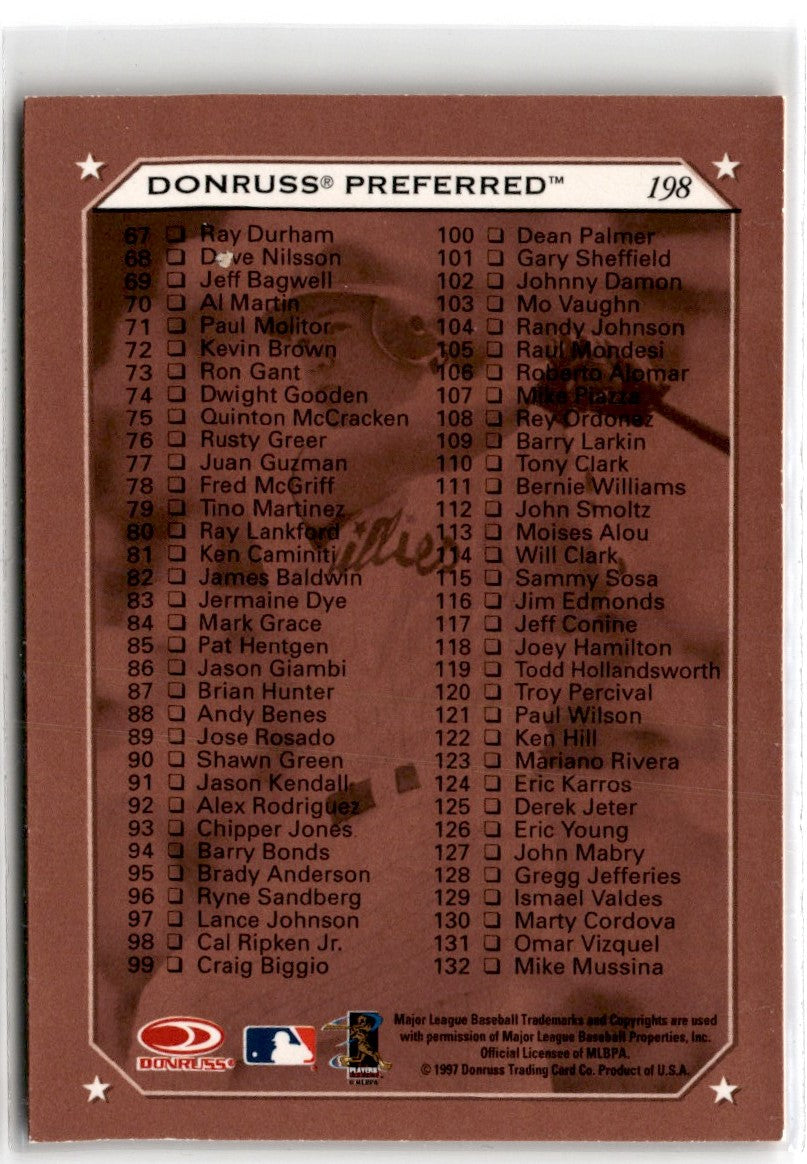 DONRUSS® PREFERRED™ 198
67 ❏ Ray Durham
68 ❏ Dave Nilsson
69 ❏ Jeff Bagwell
70 ❏ Al Martin
71 ❏ Paul Molitor
72 ❏ Kevin Brown
73 ❏ Ron Gant
74 ❏ Dwight Gooden
75 ❏ Quinton McCracken
76 ❏ Rusty Greer
77 ❏ Juan Guzman
78 ❏ Fred McGriff
79 ❏ Tino Martinez
80 ❏ Ray Lankford
81 ❏ Ken Caminiti
82 ❏ James Baldwin
83 ❏ Jermaine Dye
84 ❏ Mark Grace
85 ❏ Pat Hentgen
86 ❏ Jason Giambi
87 ❏ Brian Hunter
88 ❏ Andy Benes
89 ❏ Jose Rosado
90 ❏ Shawn Green
91 ❏ Jason Kendall
92 ❏ Alex Rodriguez
93 ❏ Chipper Jones
94 ❏ Barry Bonds
95 ❏ Brady Anderson
96 ❏ Ryne Sandberg
97 ❏ Lance Johnson
98 ❏ Cal Ripken Jr.
99 ❏ Craig Biggio
100 ❏ Dean Palmer
101 ❏ Gary Sheffield
102 ❏ Johnny Damon
103 ❏ Mo Vaughn
104 ❏ Randy Johnson
105 ❏ Raul Mondesi
106 ❏ Roberto Alomar
107 ❏ Mike Piazza
108 ❏ Rey Ordonez
109 ❏ Barry Larkin
110 ❏ Tony Clark
111 ❏ Bernie Williams
112 ❏ John Smoltz
113 ❏ Moises Alou
114 ❏ Will Clark
115 ❏ Sammy Sosa
116 ❏ Jim Edmonds
117 ❏ Jeff Conine
118 ❏ Joey Hamilton
119 ❏ Todd Hollandsworth
120 ❏ Troy Percival
121 ❏ Paul Wilson
122 ❏ Ken Hill
123 ❏ Mariano Rivera
124 ❏ Eric Karros
125 ❏ Derek Jeter
126 ❏ Eric Young
127 ❏ John Mabry
128 ❏ Gregg Jefferies
129 ❏ Ismael Valdes
130 ❏ Marty Cordova
131 ❏ Omar Vizquel
132 ❏ Mike Mussina
DONRUSS®
PLAYERS
© MLBPA
Major League Baseball Trademarks and Copyrights are used
with permission of Major League Baseball Properties, Inc.
Official Licensee of MLBPA.
© 1997 Donruss Trading Card Co. Product of U.S.A.